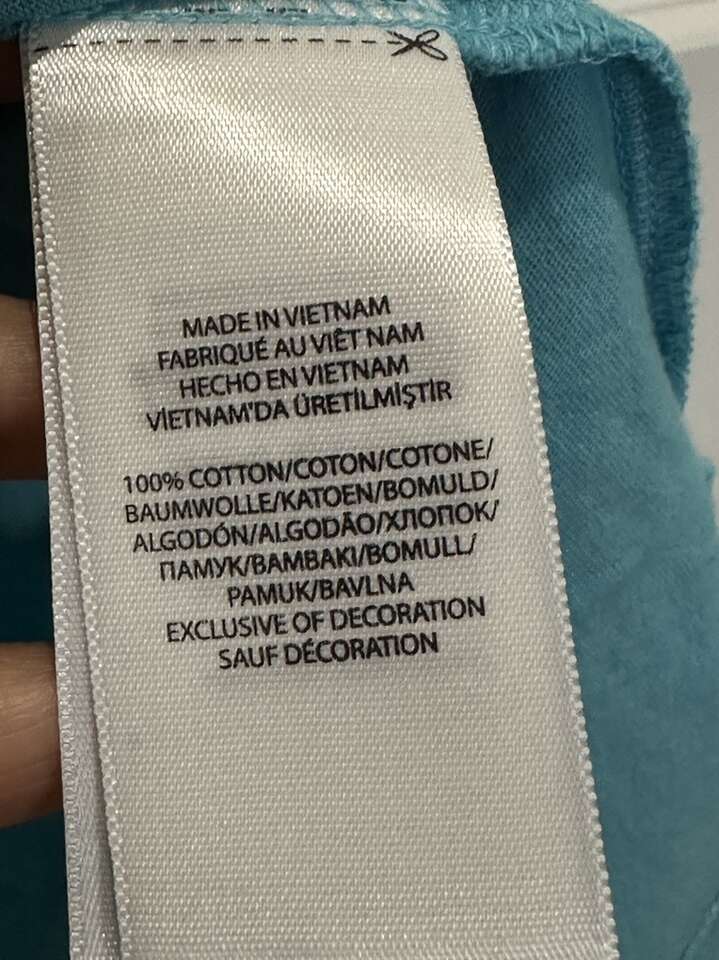 MADE IN VIETNAM
FABRIQUÉ AU VIÊT NAM
HECHO EN VIETNAM
VİETNAM'DA ÜRETİLMİŞTİR
100% COTTON/COTON/COTONE/
BAUMWOLLE/KATOEN/BOMULD/
ALGODÓN/ALGODÃO/ХЛОПОК/
ПАМУК/ΒΑΜΒΑΚΙ/BOMULL/
PAMUK/BAVLNA
EXCLUSIVE OF DECORATION
SAUF DÉCORATION